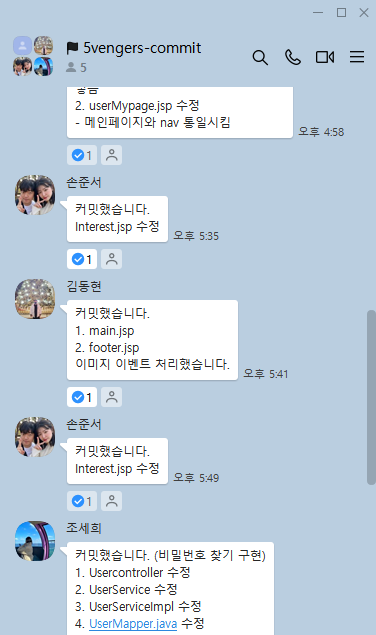 5vengers-commit
5
좋음
2. userMypage.jsp 수정
- 메인페이지와 nav 통일시킴
오후 4:58
1
손준서
커밋했습니다.
Interest.jsp 수정
오후 5:35
1
김동현
커밋했습니다.
1. main.jsp
2. footer.jsp
이미지 이벤트 처리했습니다.
오후 5:41
1
손준서
커밋했습니다.
Interest.jsp 수정
오후 5:49
1
조세희
커밋했습니다. (비밀번호 찾기 구현)
1. Usercontroller 수정
2. UserService 수정
3. UserServiceImpl 수정
4. UserMapper.java 수정